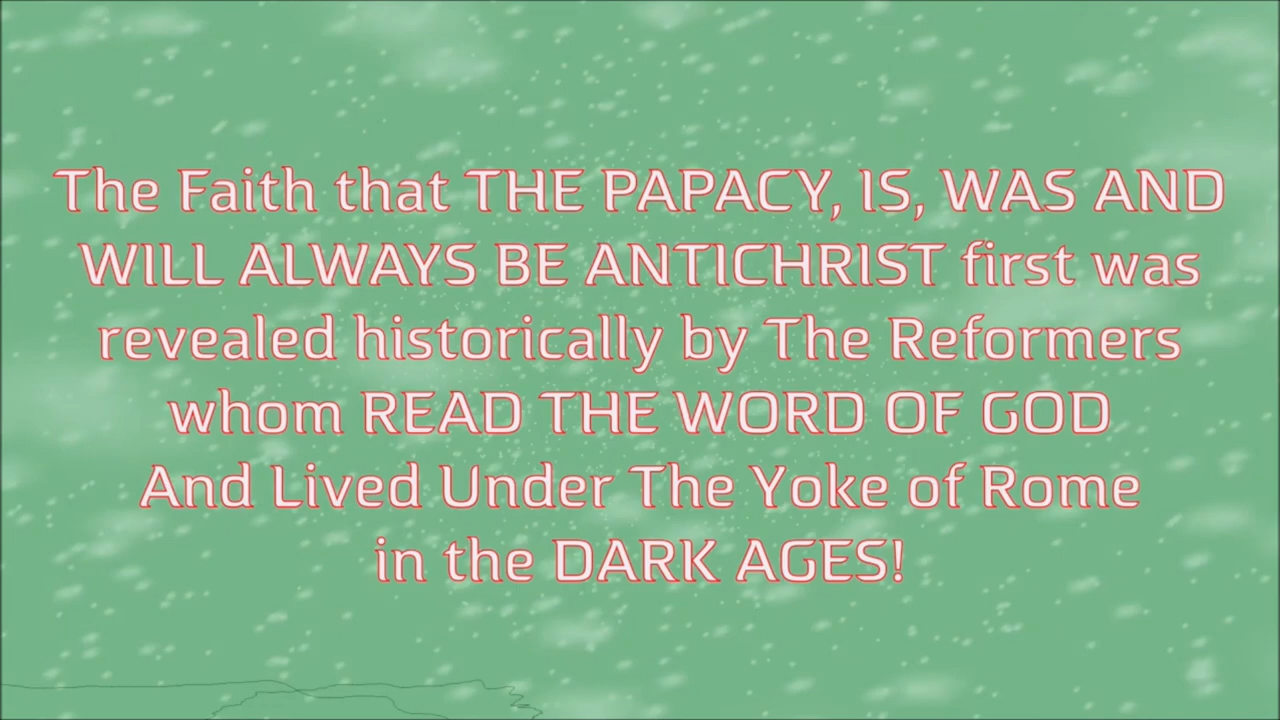 The Faith that THE PAPACY, IS, WAS AND
WILL ALWAYS BE ANTICHRIST first was
revealed historically by The Reformers
whom READ THE WORD OF GOD
And Lived Under The Yoke of Rome
in the DARK AGES!